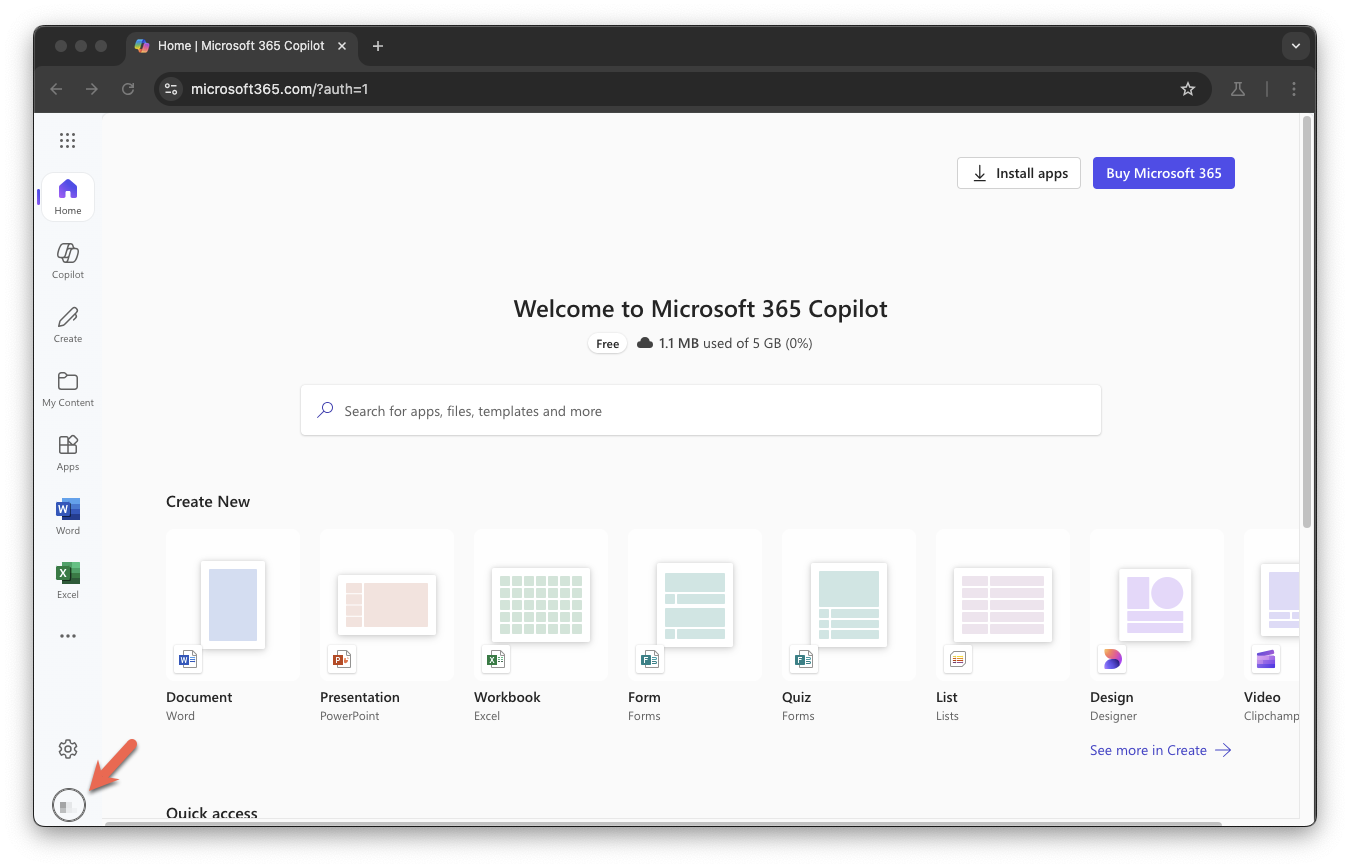 Home | Microsoft 365 Copilot
microsoft365.com/?auth=1
Install apps
Buy Microsoft 365
Home
Copilot
Create
My Content
Apps
W
Word
X
Excel
Welcome to Microsoft 365 Copilot
Free 1.1 MB used of 5 GB (0%)
Search for apps, files, templates and more
Create New
W
Document
Word
P
Presentation
PowerPoint
X
Workbook
Excel
F
Form
Forms
F
Quiz
Forms
List
Lists
Design
Designer
Video
Clipchamp
See more in Create
Quick access